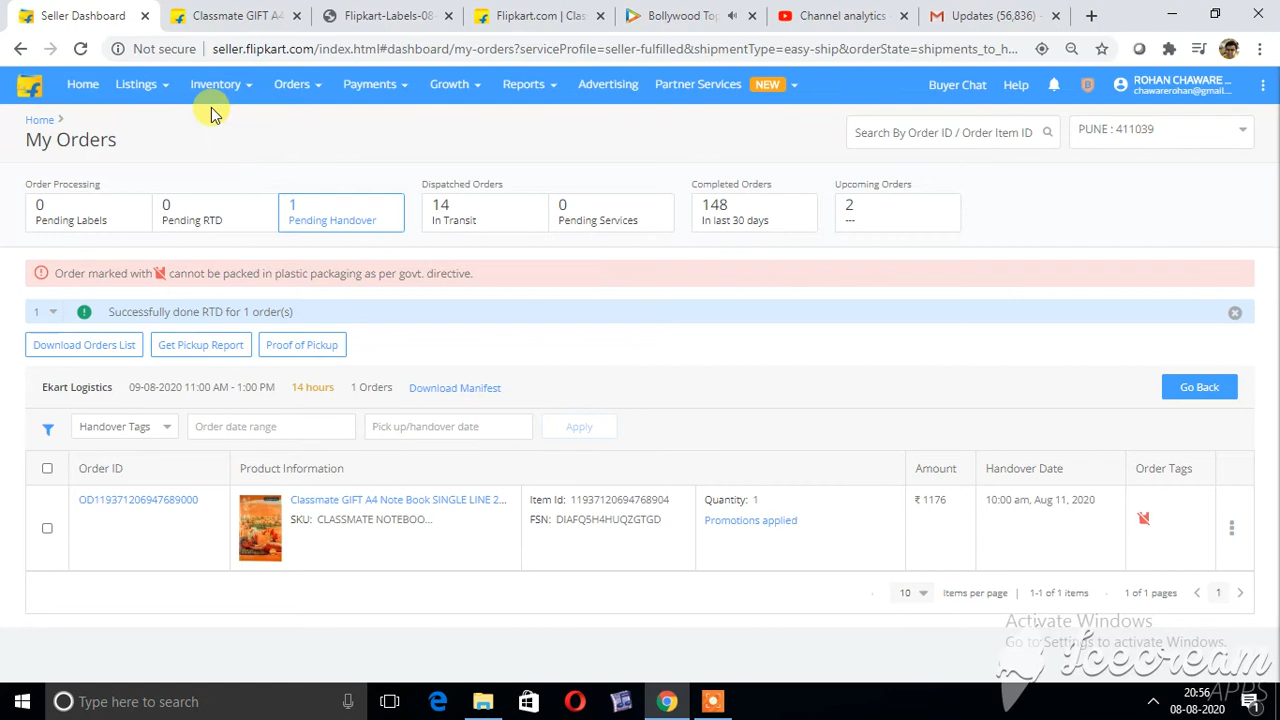 Seller Dashboard
Classmate GIFT A4
Flipkart-Labels-08-
Flipkart.com | Clas
Bollywood Top
Channel analytics
Updates (56,836)
Not secure
seller.flipkart.com/index.html#dashboard/my-orders?serviceProfile=seller-fulfilled&shipmentType=easy-ship&orderState=shipments_to_h...
Home
Listings
Inventory
Orders
Payments
Growth
Reports
Advertising
Partner Services
NEW
Buyer Chat
Help
ROHAN CHAWARE ...
chawarerohan@gmail...
Home
My Orders
Search By Order ID / Order Item ID
PUNE : 411039
Order Processing
Dispatched Orders
Completed Orders
Upcoming Orders
0
Pending Labels
0
Pending RTD
1
Pending Handover
14
In Transit
0
Pending Services
148
In last 30 days
2
---
Order marked with cannot be packed in plastic packaging as per govt. directive.
1
Successfully done RTD for 1 order(s)
Download Orders List
Get Pickup Report
Proof of Pickup
Ekart Logistics
09-08-2020 11:00 AM - 1:00 PM
14 hours
1 Orders
Download Manifest
Go Back
Handover Tags
Order date range
Pick up/handover date
Apply
Order ID
Product Information
Amount
Handover Date
Order Tags
OD119371206947689000
Classmate GIFT A4 Note Book SINGLE LINE 2...
SKU: CLASSMATE NOTEBOO...
Item Id: 11937120694768904
FSN: DIAFQ5H4HUQZGTGD
Quantity: 1
Promotions applied
₹ 1176
10:00 am, Aug 11, 2020
10
Items per page
1-1 of 1 items
1 of 1 pages
1
Activate Windows
Go to Settings to activate Windows.
Icecream
APPS
Type here to search
20:56
08-08-2020
1